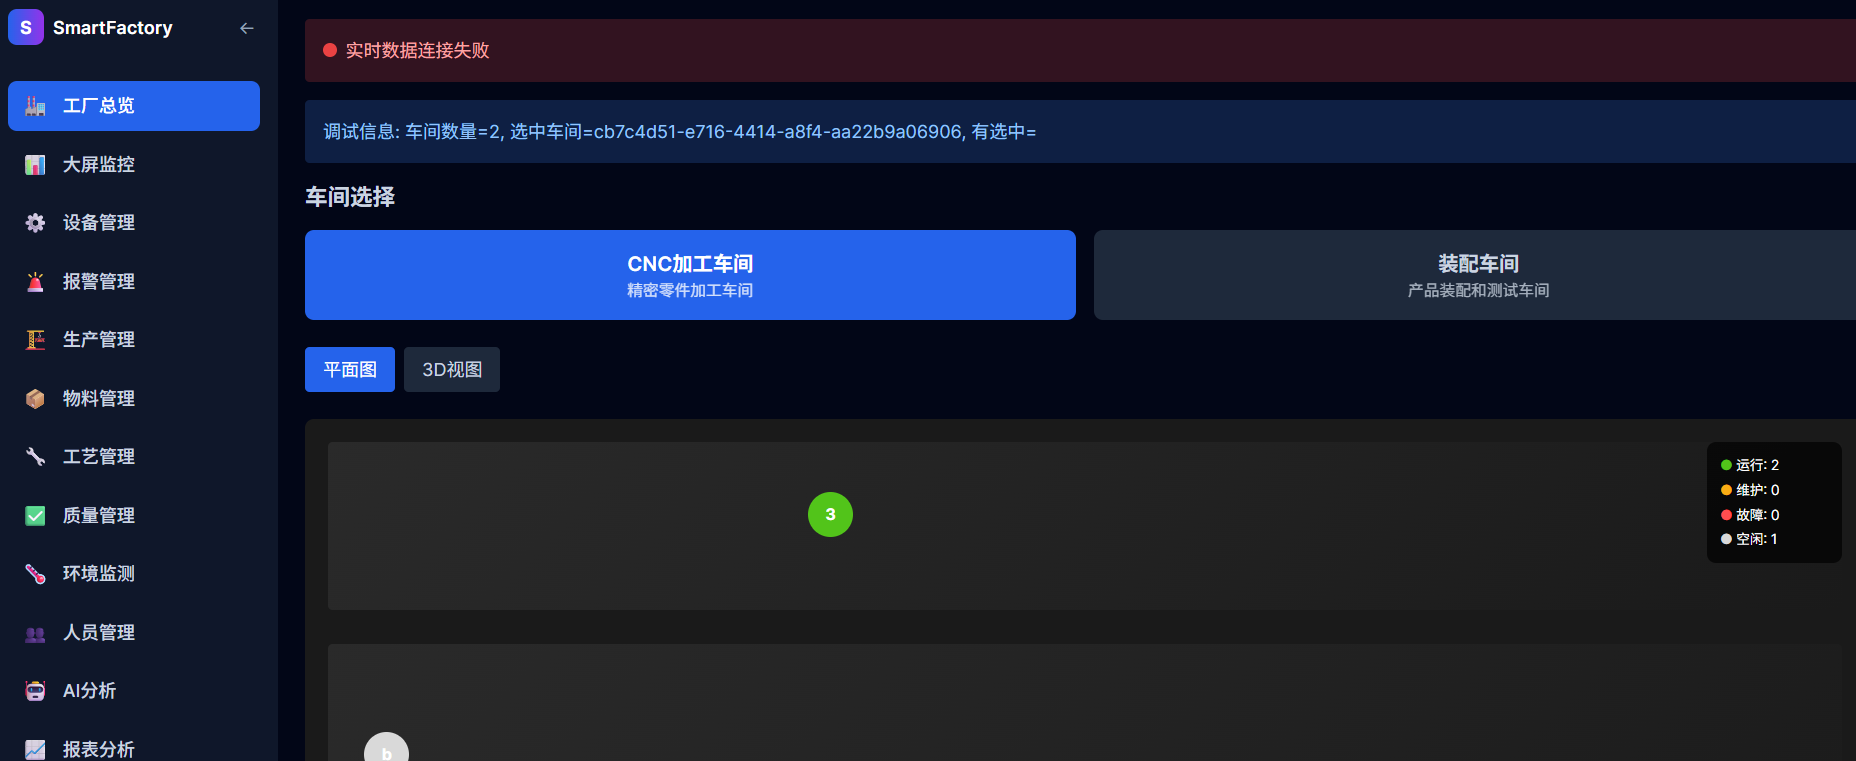 S SmartFactory ←
工厂总览
大屏监控
设备管理
报警管理
生产管理
物料管理
工艺管理
质量管理
环境监测
人员管理
AI分析
报表分析
实时数据连接失败
调试信息: 车间数量=2, 选中车间=cb7c4d51-e716-4414-a8f4-aa22b9a06906, 有选中=
车间选择
CNC加工车间
精密零件加工车间
装配车间
产品装配和测试车间
平面图 3D视图
3
运行: 2
维护: 0
故障: 0
空闲: 1
b